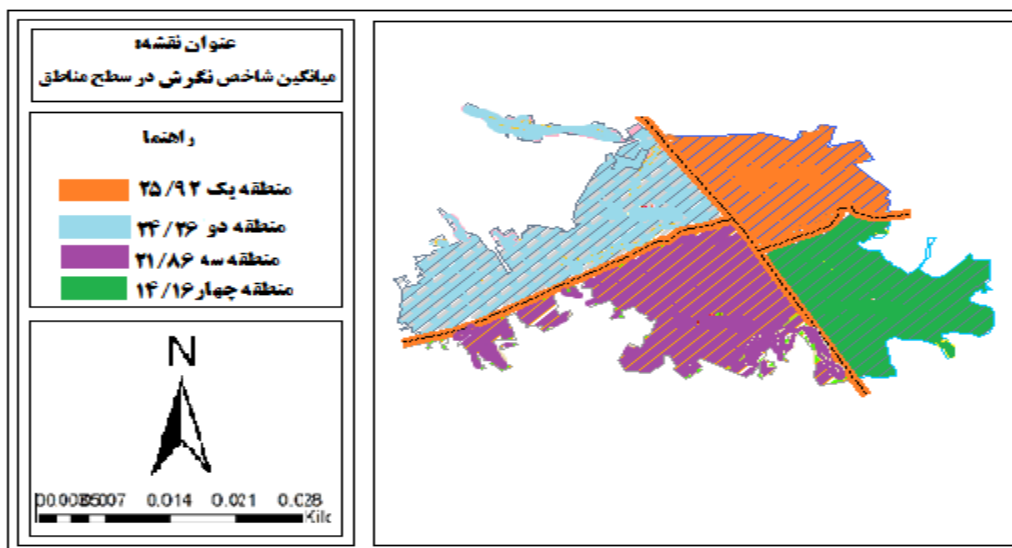 عنوان نقشه:
میانگین شاخص نگرش در سطح مناطق
راهنما
منطقه یک ۲۵/۹۲
منطقه دو ۲۴/۲۶
منطقه سه ۲۱/۸۶
منطقه چهار ۱۴/۱۶
N
0.014 0.021 0.028